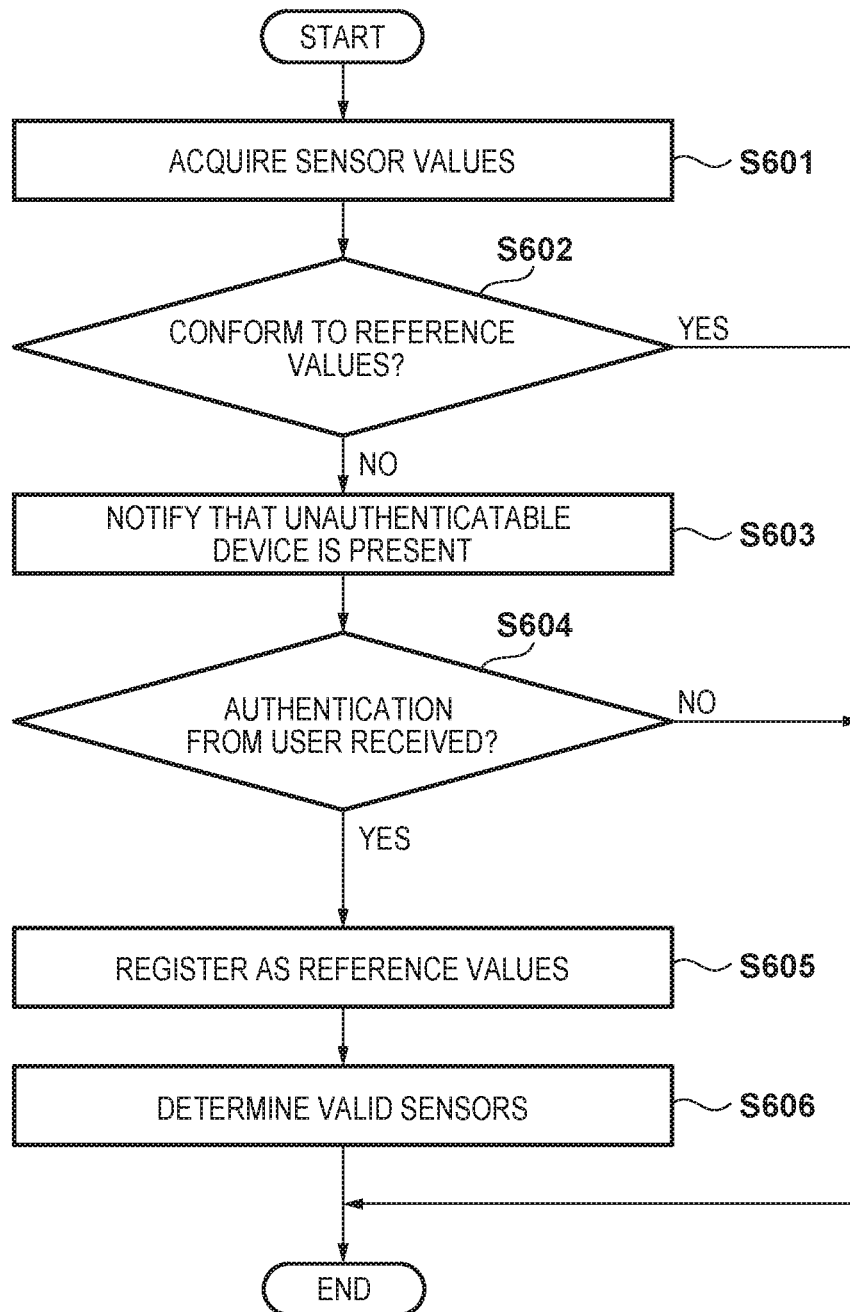 START
ACQUIRE SENSOR VALUES
S601
S602
CONFORM TO REFERENCE
VALUES?
YES
NO
NOTIFY THAT UNAUTHENTICATABLE
DEVICE IS PRESENT
S603
S604
AUTHENTICATION
FROM USER RECEIVED?
NO
YES
REGISTER AS REFERENCE VALUES
S605
DETERMINE VALID SENSORS
S606
END